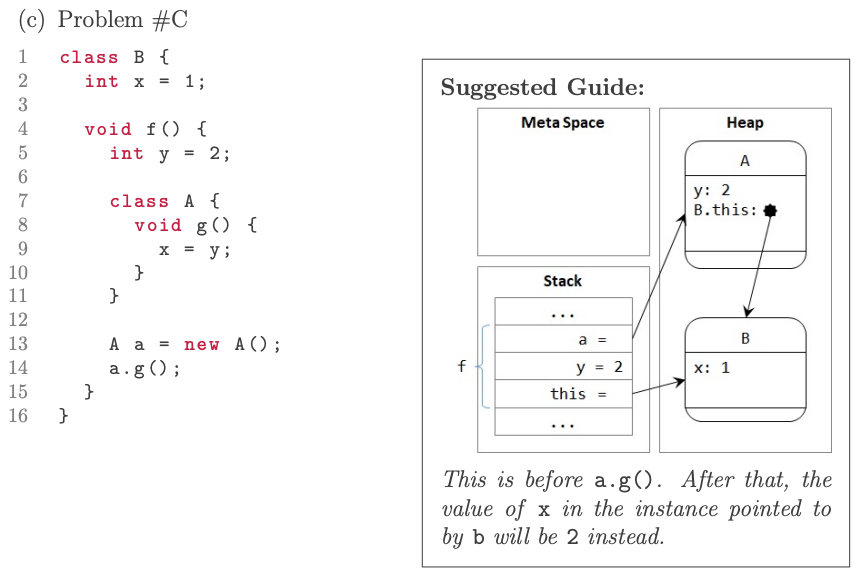 (c) Problem #C
1 class B {
2   int x = 1;
3
4   void f() {
5     int y = 2;
6
7     class A {
8       void g() {
9         x = y;
10       }
11     }
12
13     A a = new A();
14     a.g();
15   }
16 }
Suggested Guide:
Meta Space
Heap
A
y: 2
B.this:
Stack
...
a =
y = 2
this =
...
f
B
x: 1
This is before a.g(). After that, the
value of x in the instance pointed to
by b will be 2 instead.